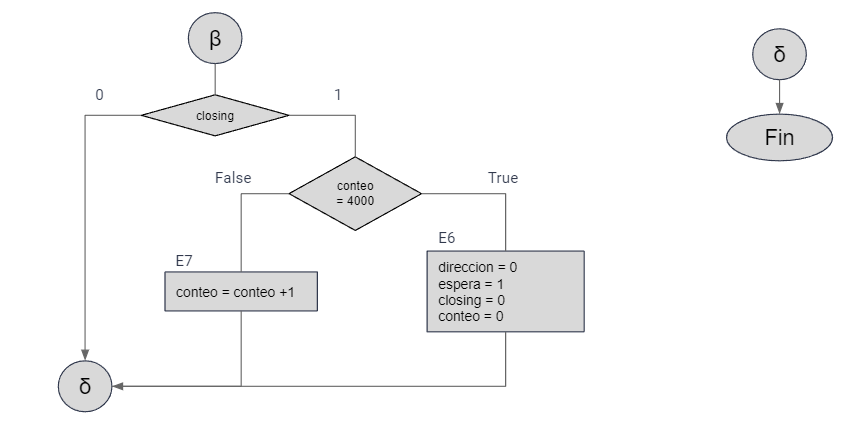 β
δ
0
1
closing
Fin
False
True
conteo
= 4000
E6
E7
direccion = 0
espera = 1
closing = 0
conteo = 0
conteo = conteo +1
δ